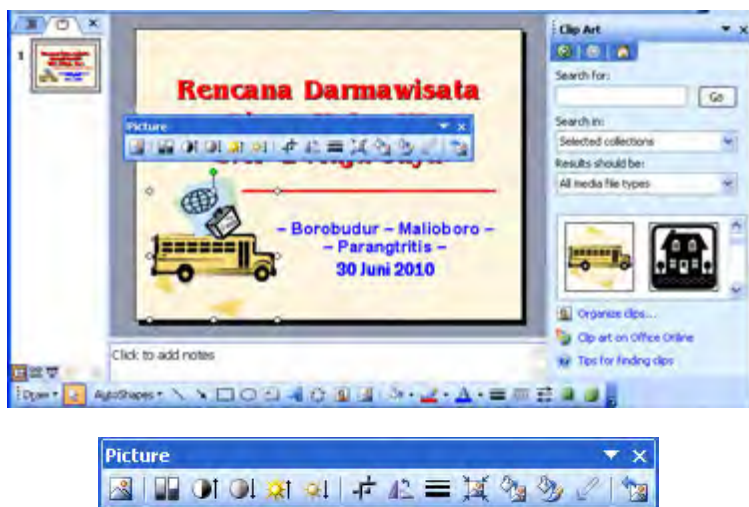 1
Rencana Darmawisata
Picture
– Borobudur – Malioboro –
– Parangtritis –
30 Juni 2010
Click to add notes
Draw AutoShapes
Clip Art
Search for:
Go
Search in:
Selected collections
Results should be:
All media file types
Organize clips...
Clip art on Office Online
Tips for finding clips
Picture